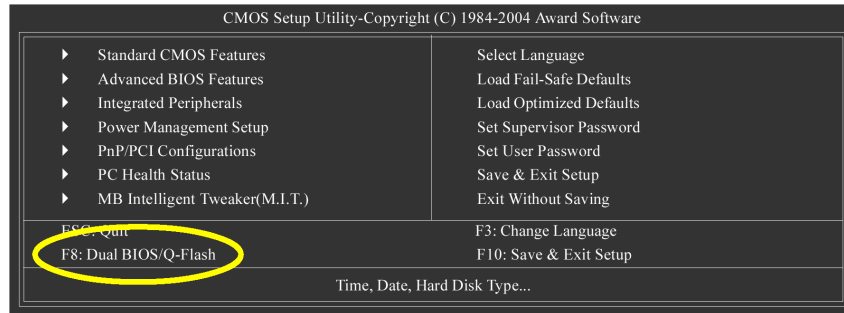 CMOS Setup Utility-Copyright (C) 1984-2004 Award Software
Standard CMOS Features
Advanced BIOS Features
Integrated Peripherals
Power Management Setup
PnP/PCI Configurations
PC Health Status
MB Intelligent Tweaker(M.I.T.)
Select Language
Load Fail-Safe Defaults
Load Optimized Defaults
Set Supervisor Password
Set User Password
Save & Exit Setup
Exit Without Saving
ESC: Quit
F3: Change Language
F8: Dual BIOS/Q-Flash
F10: Save & Exit Setup
Time, Date, Hard Disk Type...